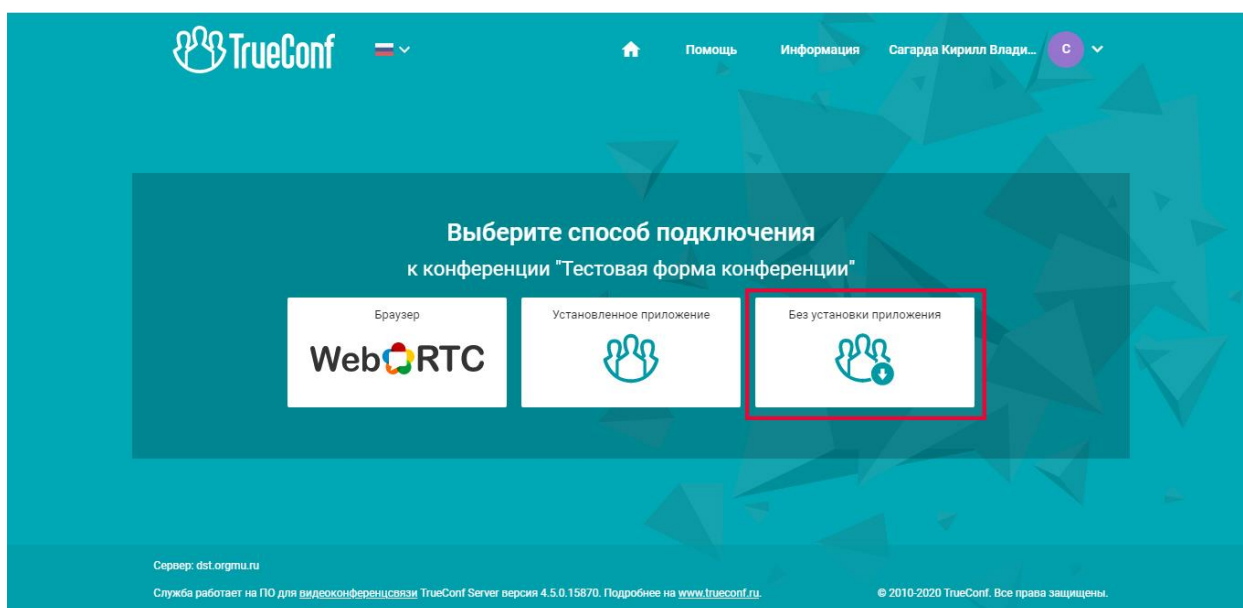 TrueConf
Помощь
Информация
Сагарда Кирилл Влади...
С
Выберите способ подключения
к конференции "Тестовая форма конференции"
Браузер
WebRTC
Установленное приложение
Без установки приложения
Сервер: dst.orgmu.ru
Служба работает на ПО для видеоконференцсвязи TrueConf Server версия 4.5.0.15870. Подробнее на www.trueconf.ru.
© 2010-2020 TrueConf. Все права защищены.